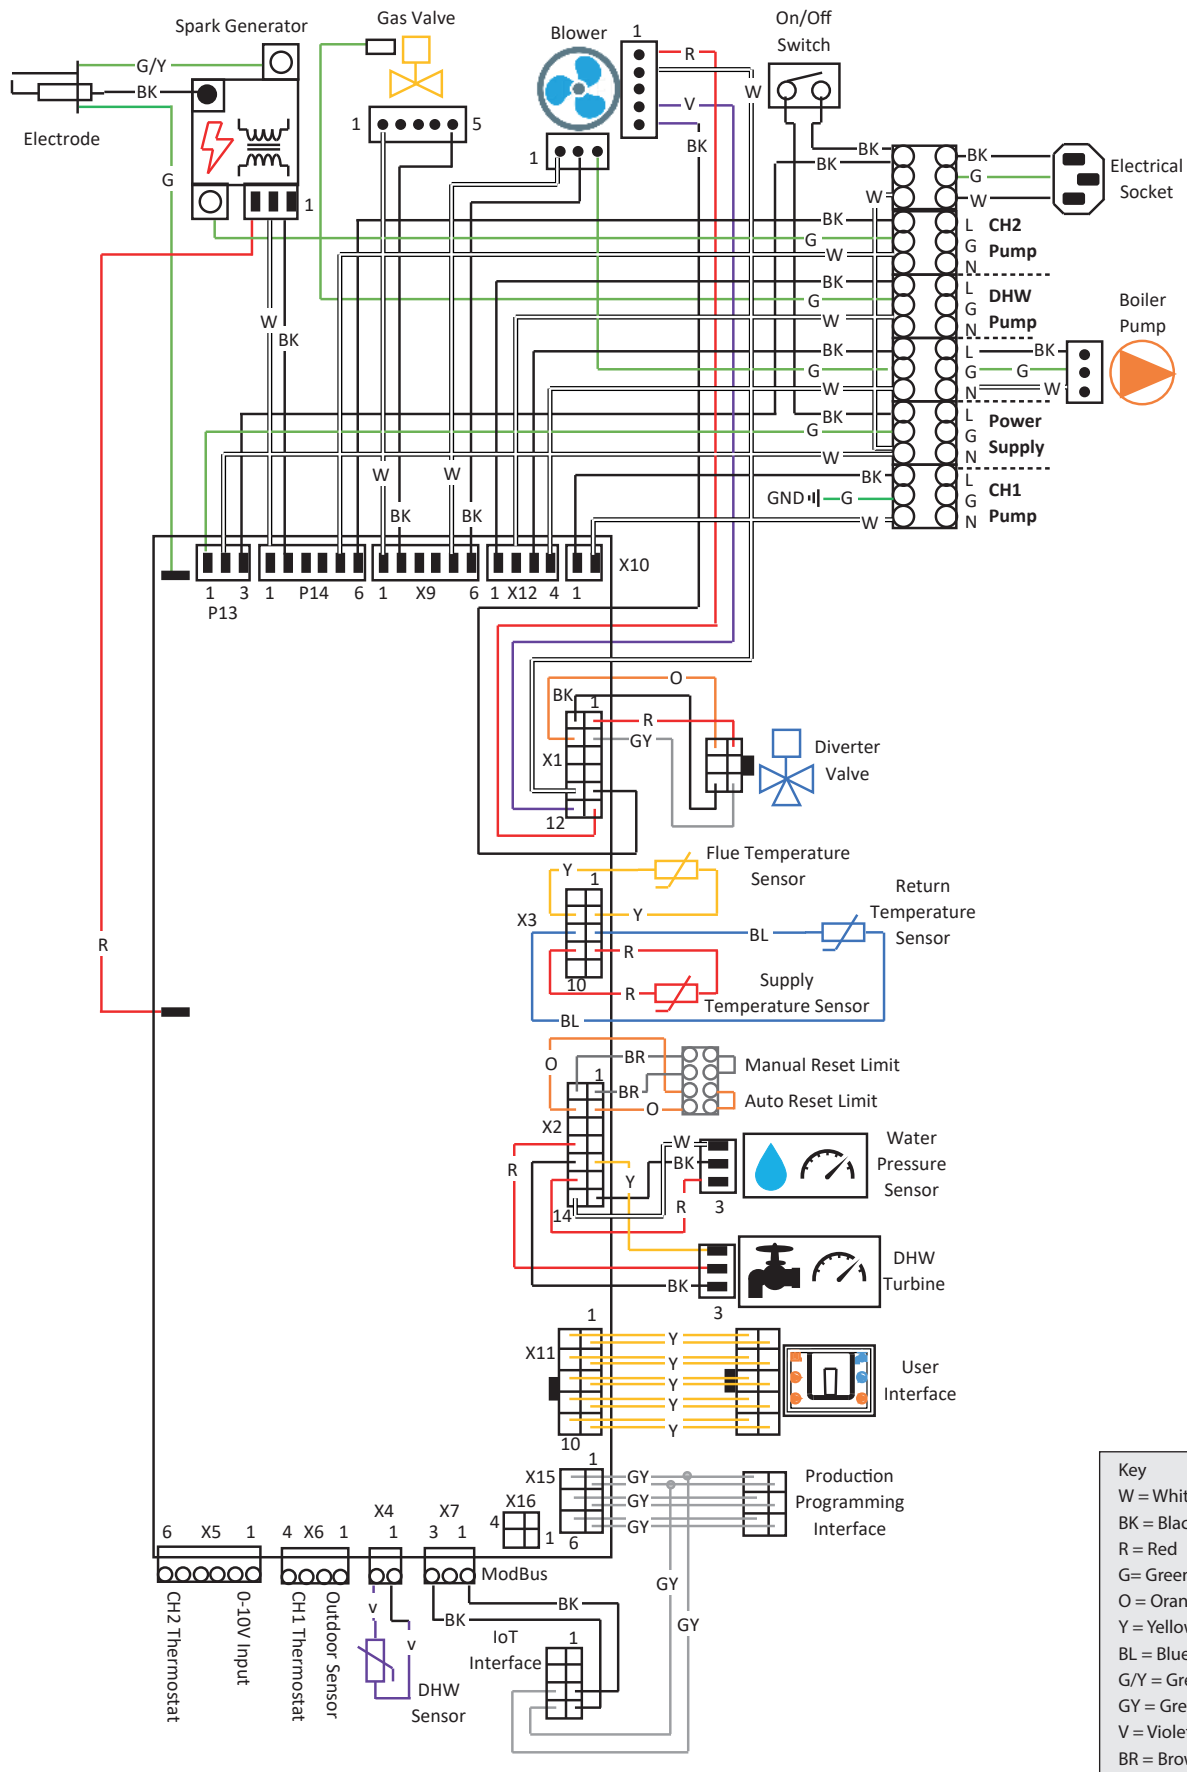 Spark Generator
Gas Valve
Blower
On/Off
Switch
1
G/Y
BK
Electrode
G
1
1
5
1
R
W
V
BK
BK
BK
BK
G
W
Electrical
Socket
W
BK
G
W
L
G
N
CH2
Pump
BK
G
W
L
G
N
DHW
Pump
Boiler
Pump
BK
G
W
L
G
N
BK
G
W
BK
G
W
L
G
N
Power
Supply
BK
GND
G
W
L
G
N
CH1
Pump
W
BK
W
BK
W
BK
X10
1
3
P13
1
P14
6
1
X9
6
1
X12
4
1
O
BK
1
R
GY
X1
12
Diverter
Valve
Flue Temperature
Sensor
Y
1
Y
X3
BL
R
R
10
BL
Return
Temperature
Sensor
Supply
Temperature Sensor
R
O
BR
1
BR
O
X2
Manual Reset Limit
Auto Reset Limit
R
W
BK
Y
R
14
3
Water
Pressure
Sensor
BK
3
DHW
Turbine
1
X11
Y
Y
Y
Y
Y
10
User
Interface
1
X15
GY
GY
GY
6
X16
4
1
Production
Programming
Interface
6
X5
1
4
X6
1
X4
1
X7
3
1
ModBus
CH2 Thermostat
0-10V Input
CH1 Thermostat
Outdoor Sensor
v
v
DHW
Sensor
BK
BK
IoT
Interface
1
GY
GY
Key
W = Whit
BK = Blac
R = Red
G= Green
O = Oran
Y = Yellov
BL = Blue
G/Y = Gre
GY = Gre
V = Violet
BR = Brov